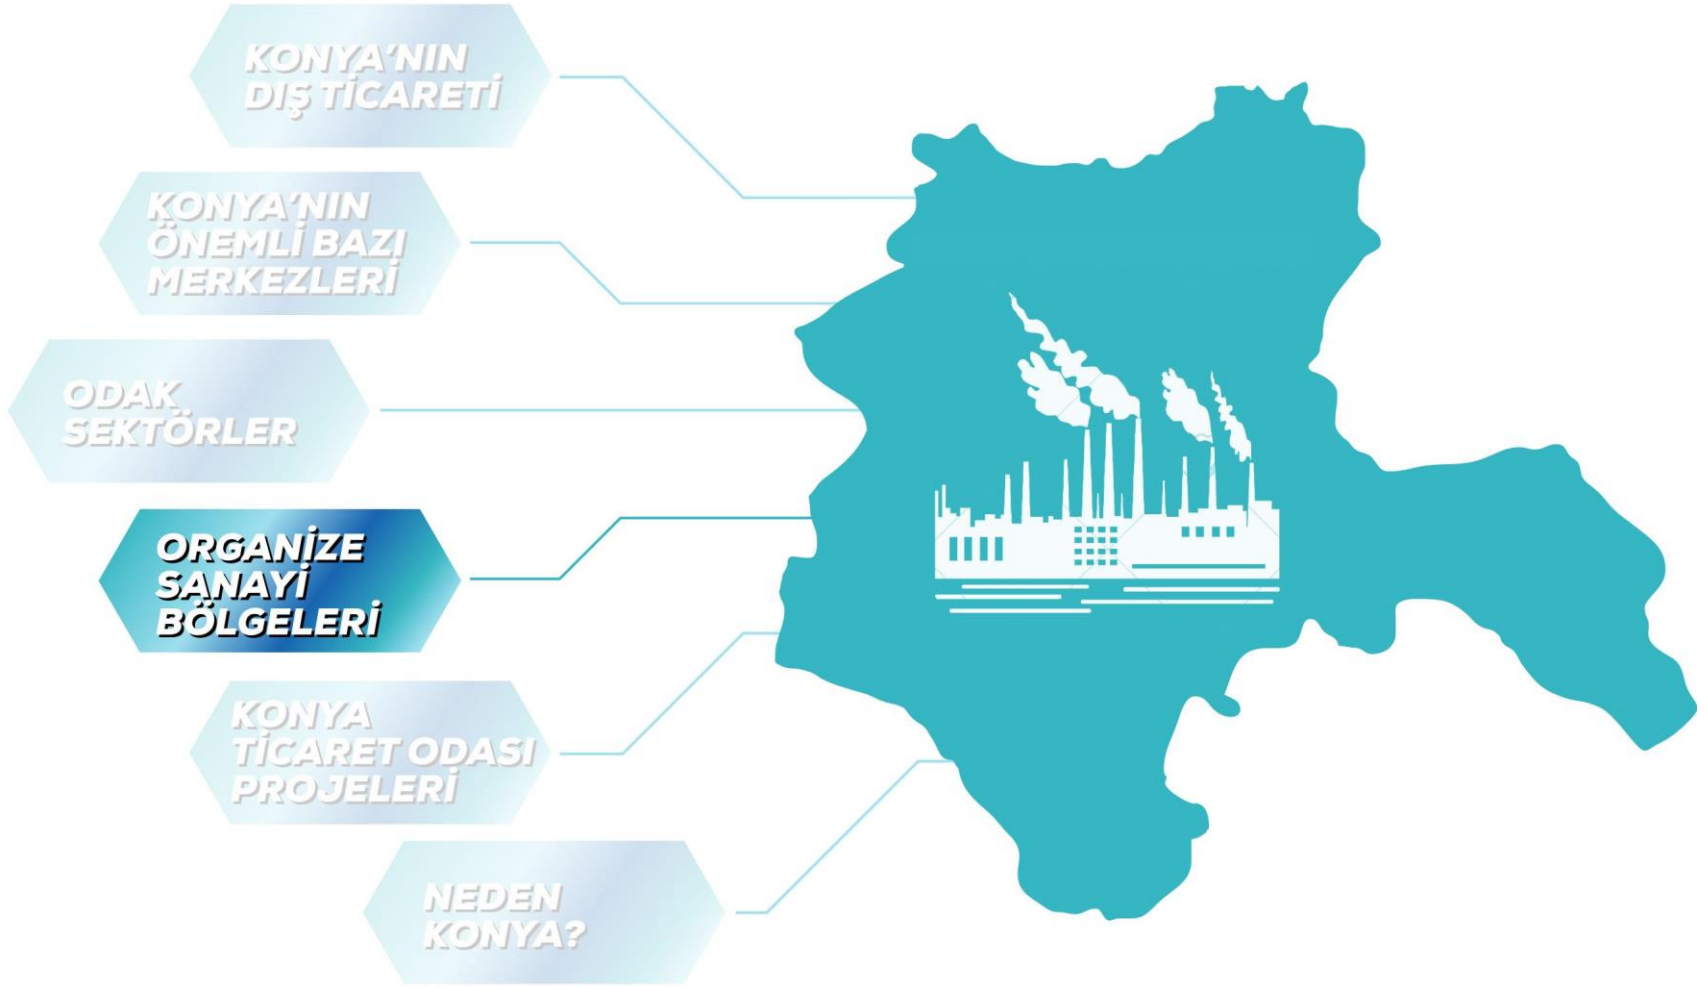 KONYA'NIN
DIŞ TİCARETİ
KONYA'NIN
ÖNEMLİ BAZI
MERKEZLERİ
ODAK
SEKTÖRLER
ORGANİZE
SANAYİ
BÖLGELERİ
KONYA
TİCARET ODASI
PROJELERİ
NEDEN
KONYA?